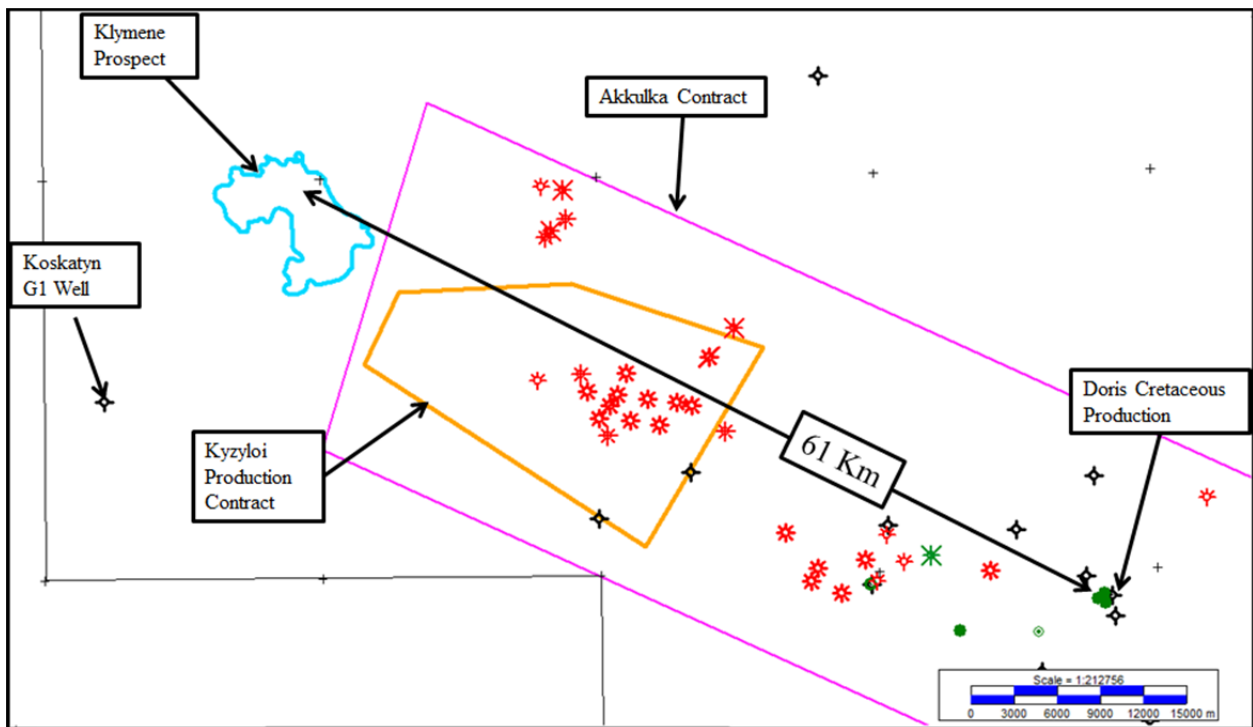 Klymene
Prospect
Akkulka Contract
Koskatyn
G1 Well
Doris Cretaceous
Production
Kyzyloi
Production
Contract
61 Km
Scale = 1:212756
0 3000 6000 9000 12000 15000 m